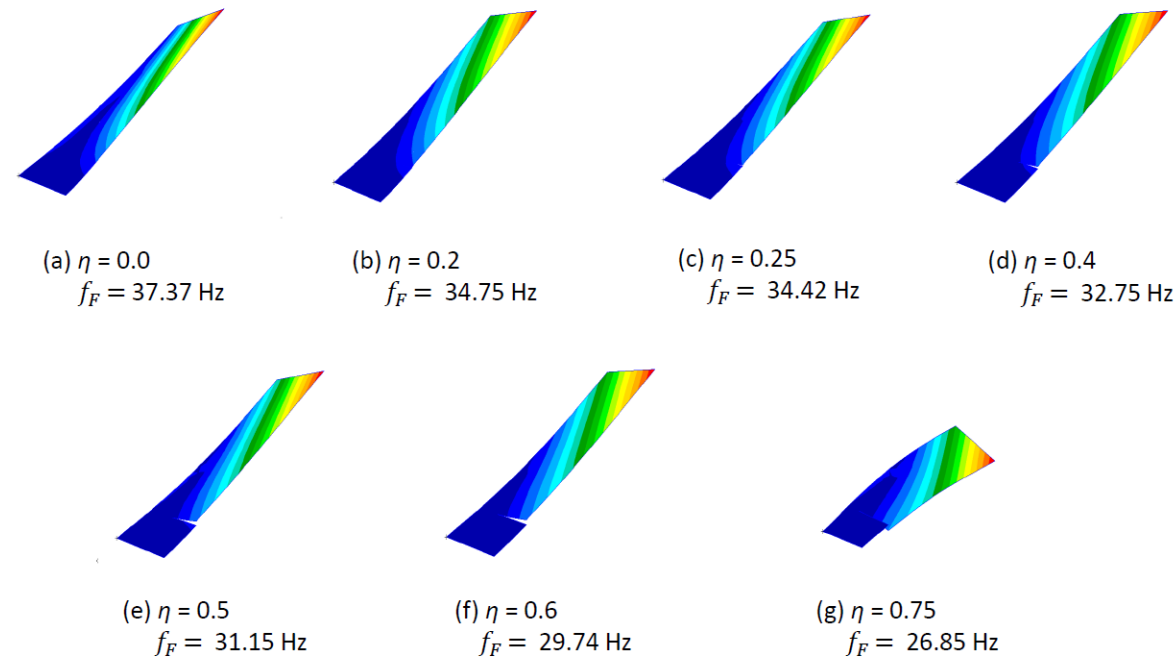 (a) η = 0.0
f_F = 37.37 Hz
(b) η = 0.2
f_F = 34.75 Hz
(c) η = 0.25
f_F = 34.42 Hz
(d) η = 0.4
f_F = 32.75 Hz
(e) η = 0.5
f_F = 31.15 Hz
(f) η = 0.6
f_F = 29.74 Hz
(g) η = 0.75
f_F = 26.85 Hz